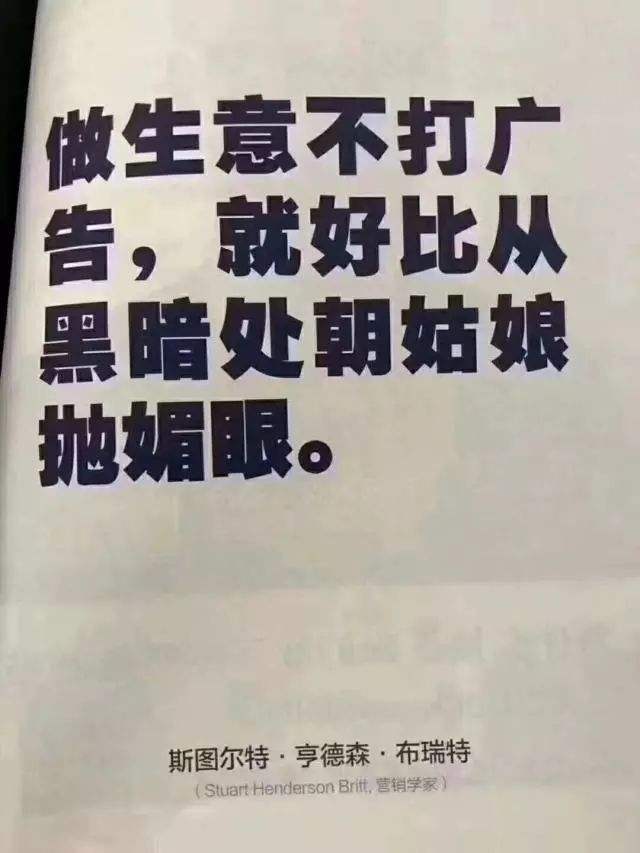 做生意不打广
告，就好比从
黑暗处朝姑娘
抛媚眼。
斯图尔特·亨德森·布瑞特
（Stuart Henderson Britt, 营销学家）